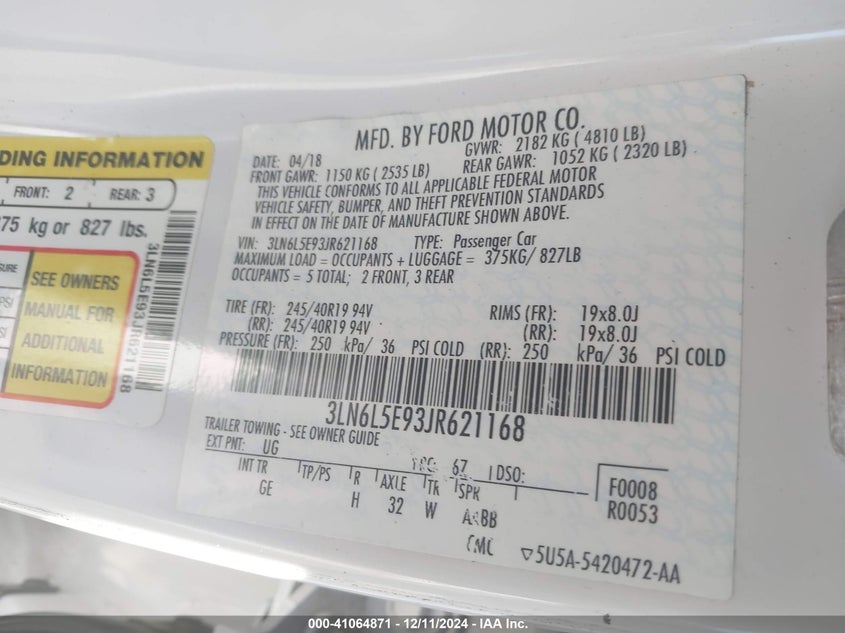 DING INFORMATION
FRONT: 2 REAR: 3
75 kg or 827 lbs.
SURE
PSI
SI
SEE OWNERS
MANUAL FOR
ADDITIONAL
INFORMATION
3LN6L5E93JR621168
MFD. BY FORD MOTOR CO.
DATE: 04/18 GVWR: 2182 KG ( 4810 LB)
FRONT GAWR: 1150 KG ( 2535 LB) REAR GAWR: 1052 KG ( 2320 LB)
THIS VEHICLE CONFORMS TO ALL APPLICABLE FEDERAL MOTOR
VEHICLE SAFETY, BUMPER, AND THEFT PREVENTION STANDARDS
IN EFFECT ON THE DATE OF MANUFACTURE SHOWN ABOVE.
VIN: 3LN6L5E93JR621168 TYPE: Passenger Car
MAXIMUM LOAD = OCCUPANTS + LUGGAGE = 375KG/ 827LB
OCCUPANTS = 5 TOTAL; 2 FRONT, 3 REAR
TIRE (FR): 245/40R19 94V RIMS (FR): 19x8.0J
(RR): 245/40R19 94V (RR): 19x8.0J
PRESSURE (FR): 250 kPa/ 36 PSI COLD (RR): 250 kPa/ 36 PSI COLD
3LN6L5E93JR621168
TRAILER TOWING - SEE OWNER GUIDE
EXT PNT: UG 67 DSO: F0008
INT TR TP/PS R AXLE TR SPR R0053
GE H 32 W
CMC 5U5A-5420472-AA
000-41064871 - 12/11/2024 - IAAI Inc.